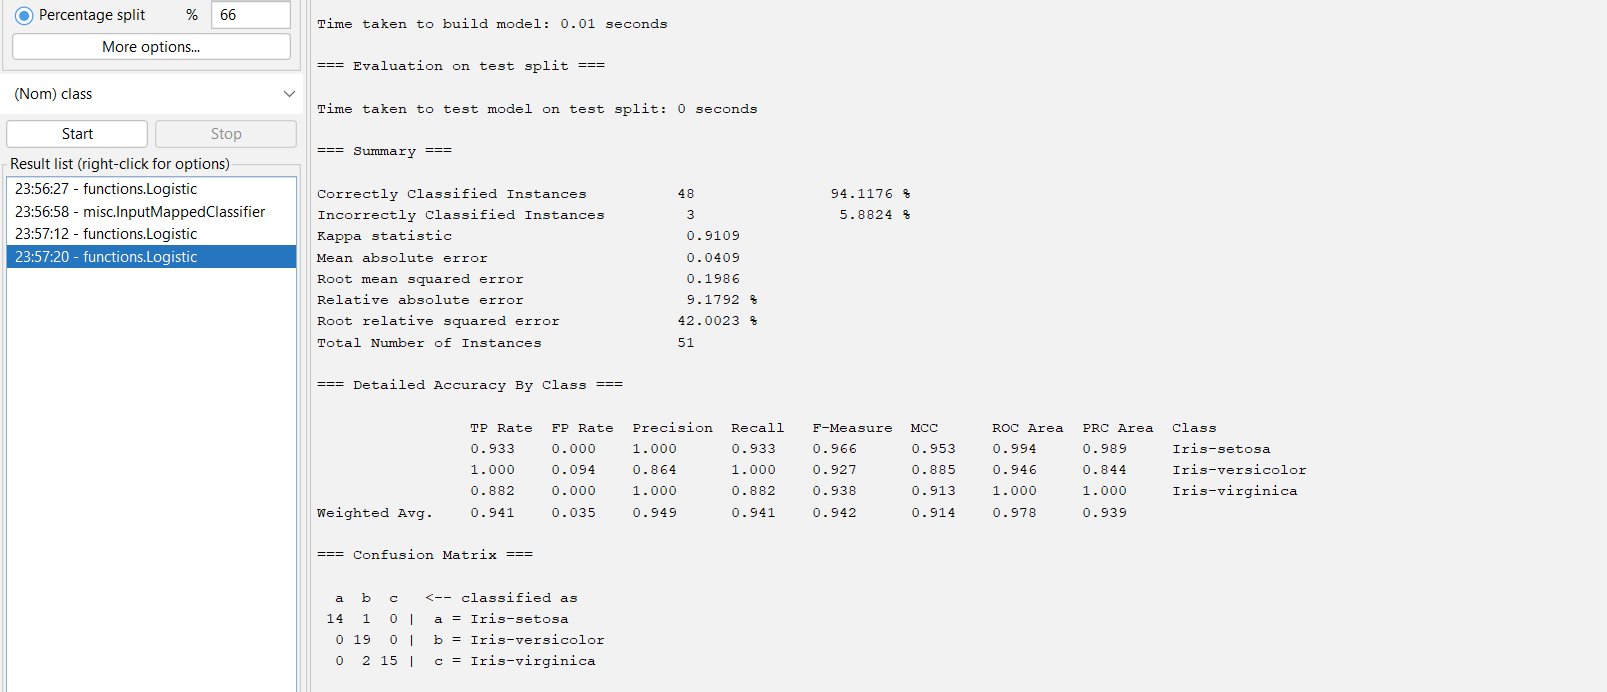 Percentage split % 66
More options...
(Nom) class
Start Stop
Result list (right-click for options)
23:56:27 - functions.Logistic
23:56:58 - misc.InputMappedClassifier
23:57:12 - functions.Logistic
23:57:20 - functions.Logistic
Time taken to build model: 0.01 seconds
=== Evaluation on test split ===
Time taken to test model on test split: 0 seconds
=== Summary ===
Correctly Classified Instances 48 94.1176 %
Incorrectly Classified Instances 3 5.8824 %
Kappa statistic 0.9109
Mean absolute error 0.0409
Root mean squared error 0.1986
Relative absolute error 9.1792 %
Root relative squared error 42.0023 %
Total Number of Instances 51
=== Detailed Accuracy By Class ===
TP Rate FP Rate Precision Recall F-Measure MCC ROC Area PRC Area Class
0.933 0.000 1.000 0.933 0.966 0.953 0.994 0.989 Iris-setosa
1.000 0.094 0.864 1.000 0.927 0.885 0.946 0.844 Iris-versicolor
0.882 0.000 1.000 0.882 0.938 0.913 1.000 1.000 Iris-virginica
Weighted Avg. 0.941 0.035 0.949 0.941 0.942 0.914 0.978 0.939
=== Confusion Matrix ===
a b c <-- classified as
14 1 0 | a = Iris-setosa
0 19 0 | b = Iris-versicolor
0 2 15 | c = Iris-virginica